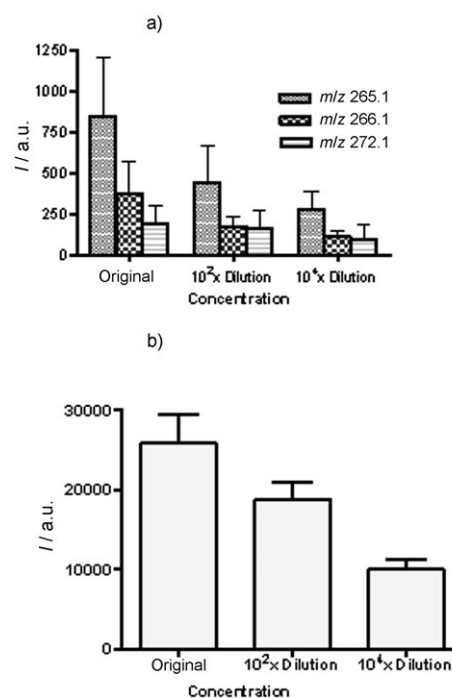 a)
1250
1000
750
500
250
0
I / a.u.
m/z 265.1
m/z 266.1
m/z 272.1
Original 10²x Dilution 10⁴x Dilution
Concentration
b)
30000
20000
10000
0
I / a.u.
Original 10²x Dilution 10⁴x Dilution
Concentration